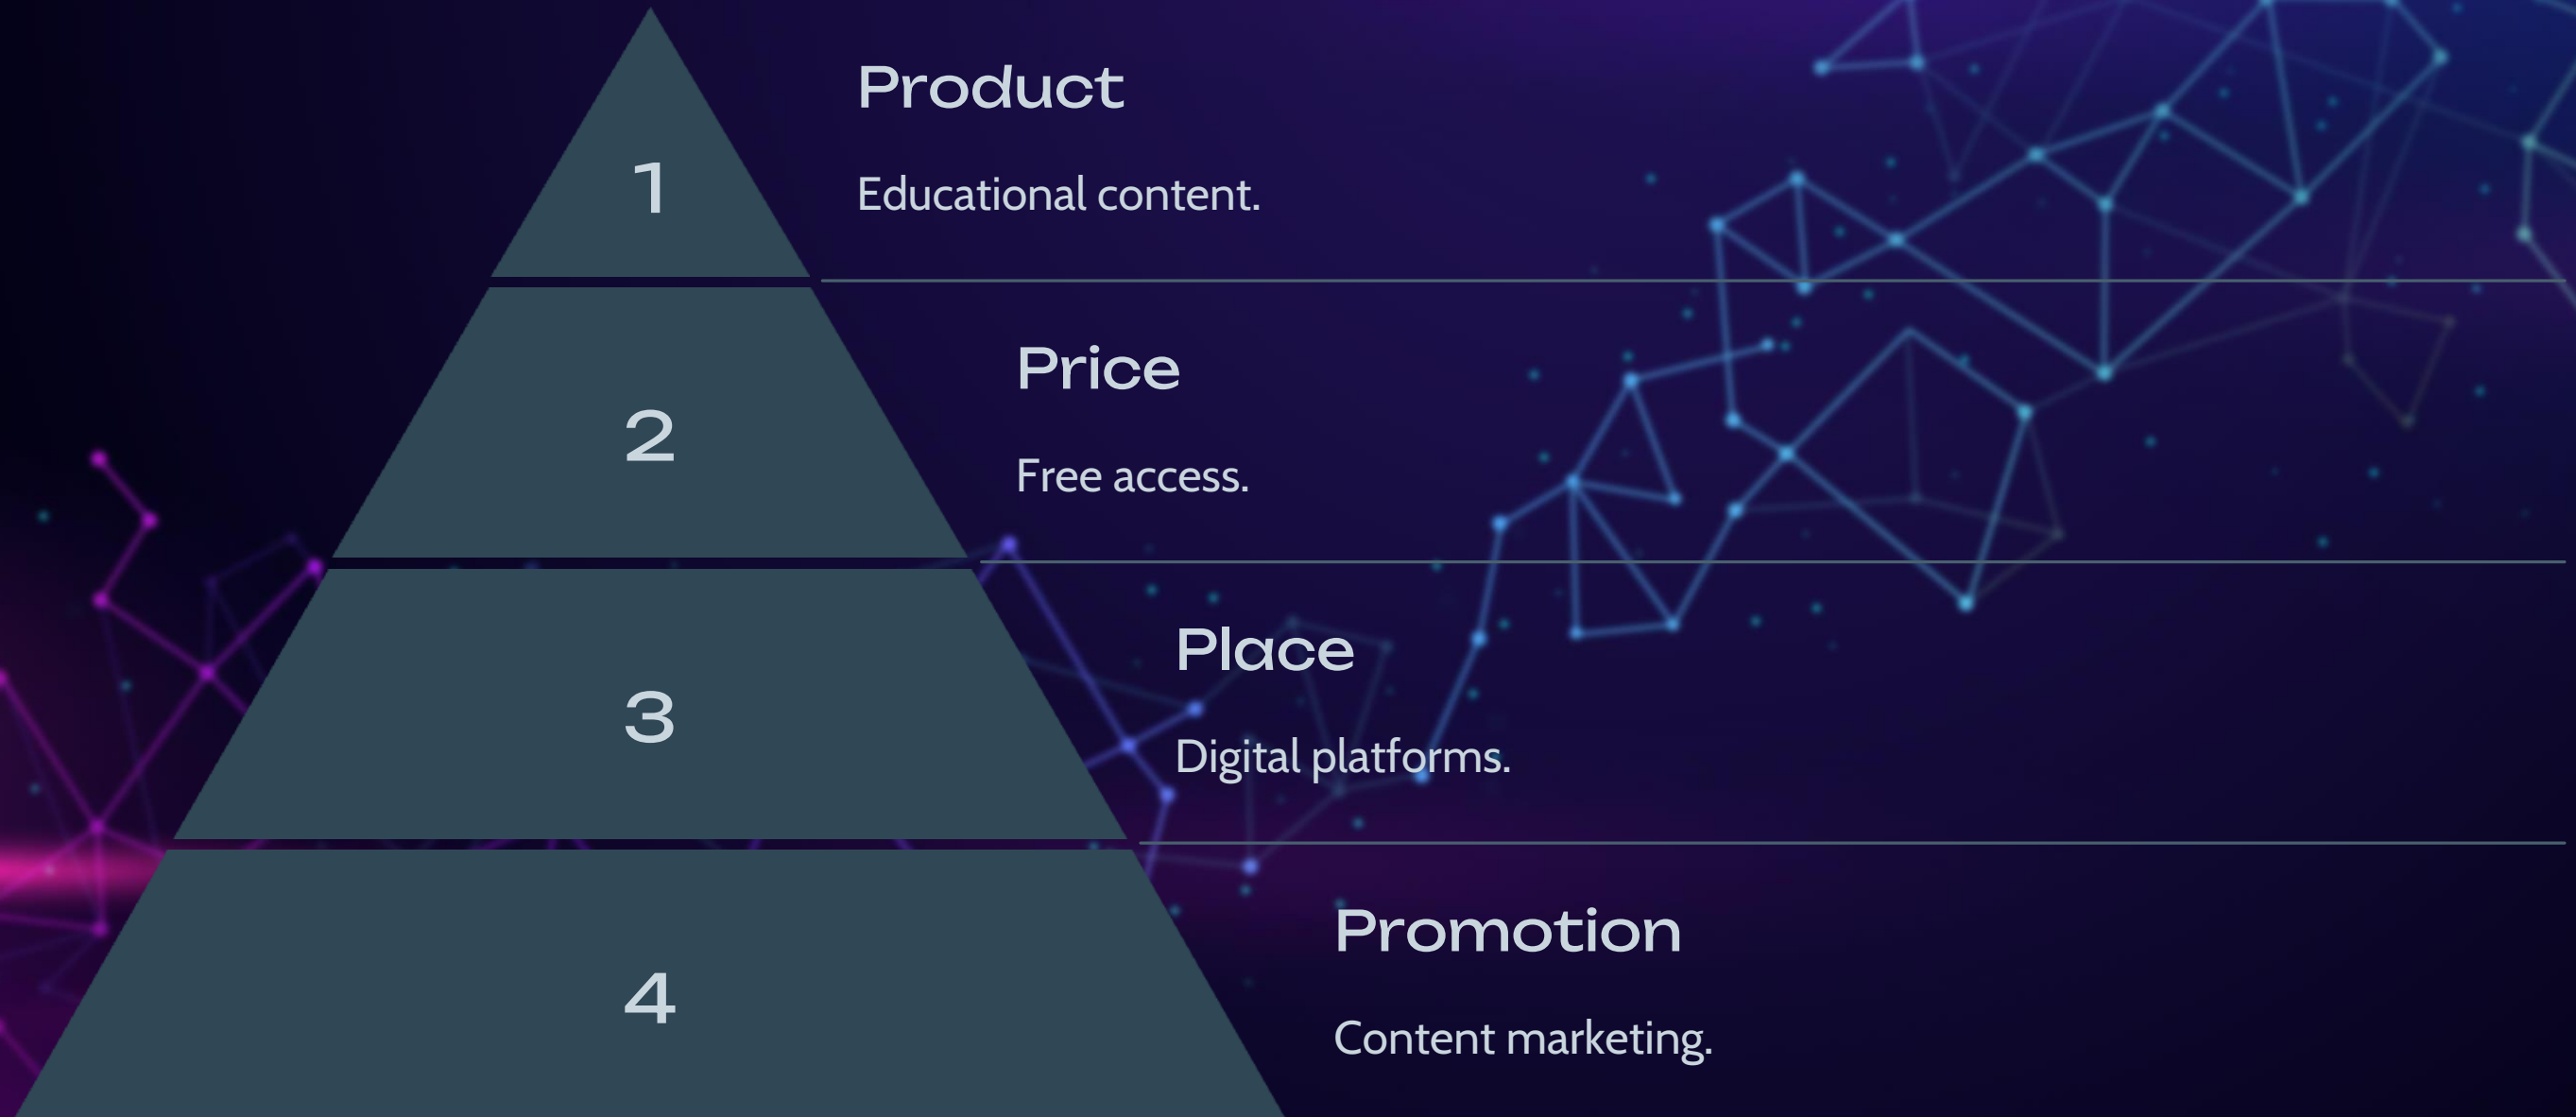 1
Product
Educational content.
2
Price
Free access.
3
Place
Digital platforms.
4
Promotion
Content marketing.